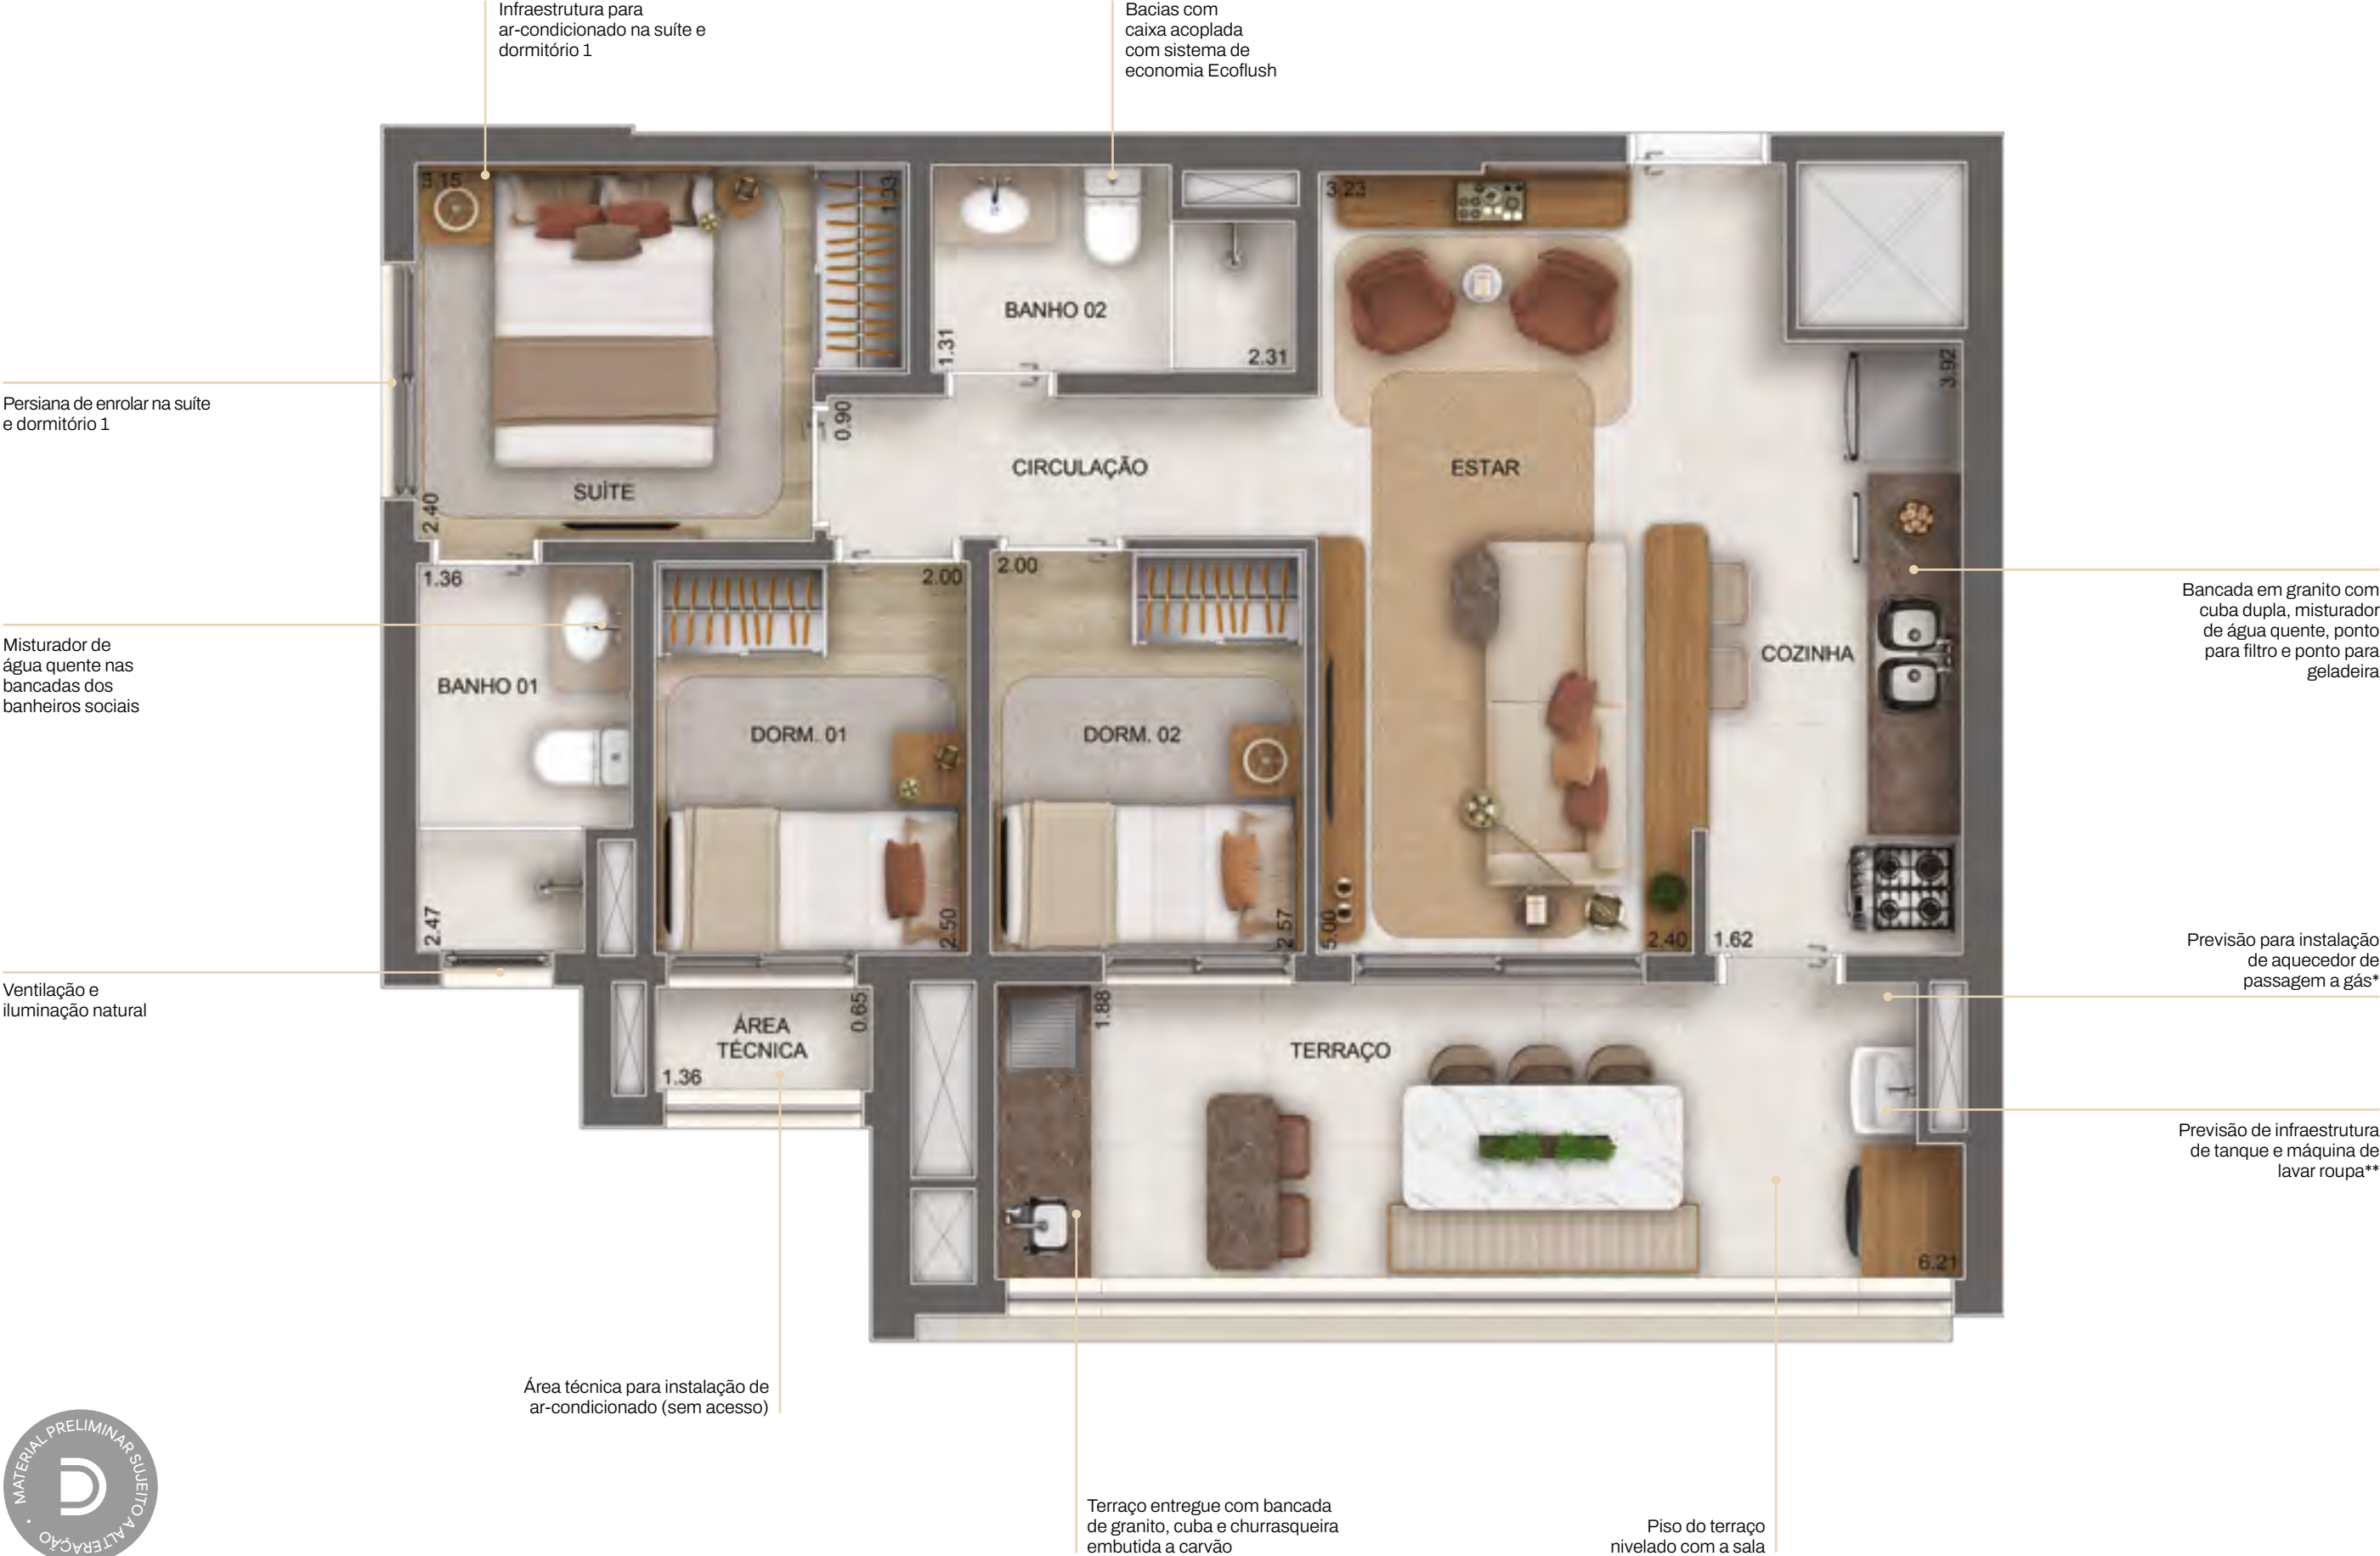 Infraestrutura para
ar-condicionado na suíte e
dormitório 1
Bacias com
caixa acoplada
com sistema de
economia Ecoflush
3.15
1.33
3.23
BANHO 02
1.31
2.31
3.92
Persiana de enrolar na suíte
e dormitório 1
0.90
CIRCULAÇÃO
ESTAR
SUÍTE
2.40
1.36
2.00
2.00
Bancada em granito com
cuba dupla, misturador
de água quente, ponto
para filtro e ponto para
geladeira
Misturador de
água quente nas
bancadas dos
banheiros sociais
COZINHA
BANHO 01
DORM. 01
DORM. 02
2.47
2.50
2.57
5.00
2.40
1.62
Previsão para instalação
de aquecedor de
passagem a gás*
Ventilação e
iluminação natural
ÁREA
TÉCNICA
0.65
1.36
1.88
TERRAÇO
Previsão de infraestrutura
de tanque e máquina de
lavar roupa**
6.21
Área técnica para instalação de
ar-condicionado (sem acesso)
MATERIAL PRELIMINAR SUJEITO A ALTERAÇÃO •
D
Terraço entregue com bancada
de granito, cuba e churrasqueira
embutida a carvão
Piso do terraço
nivelado com a sala